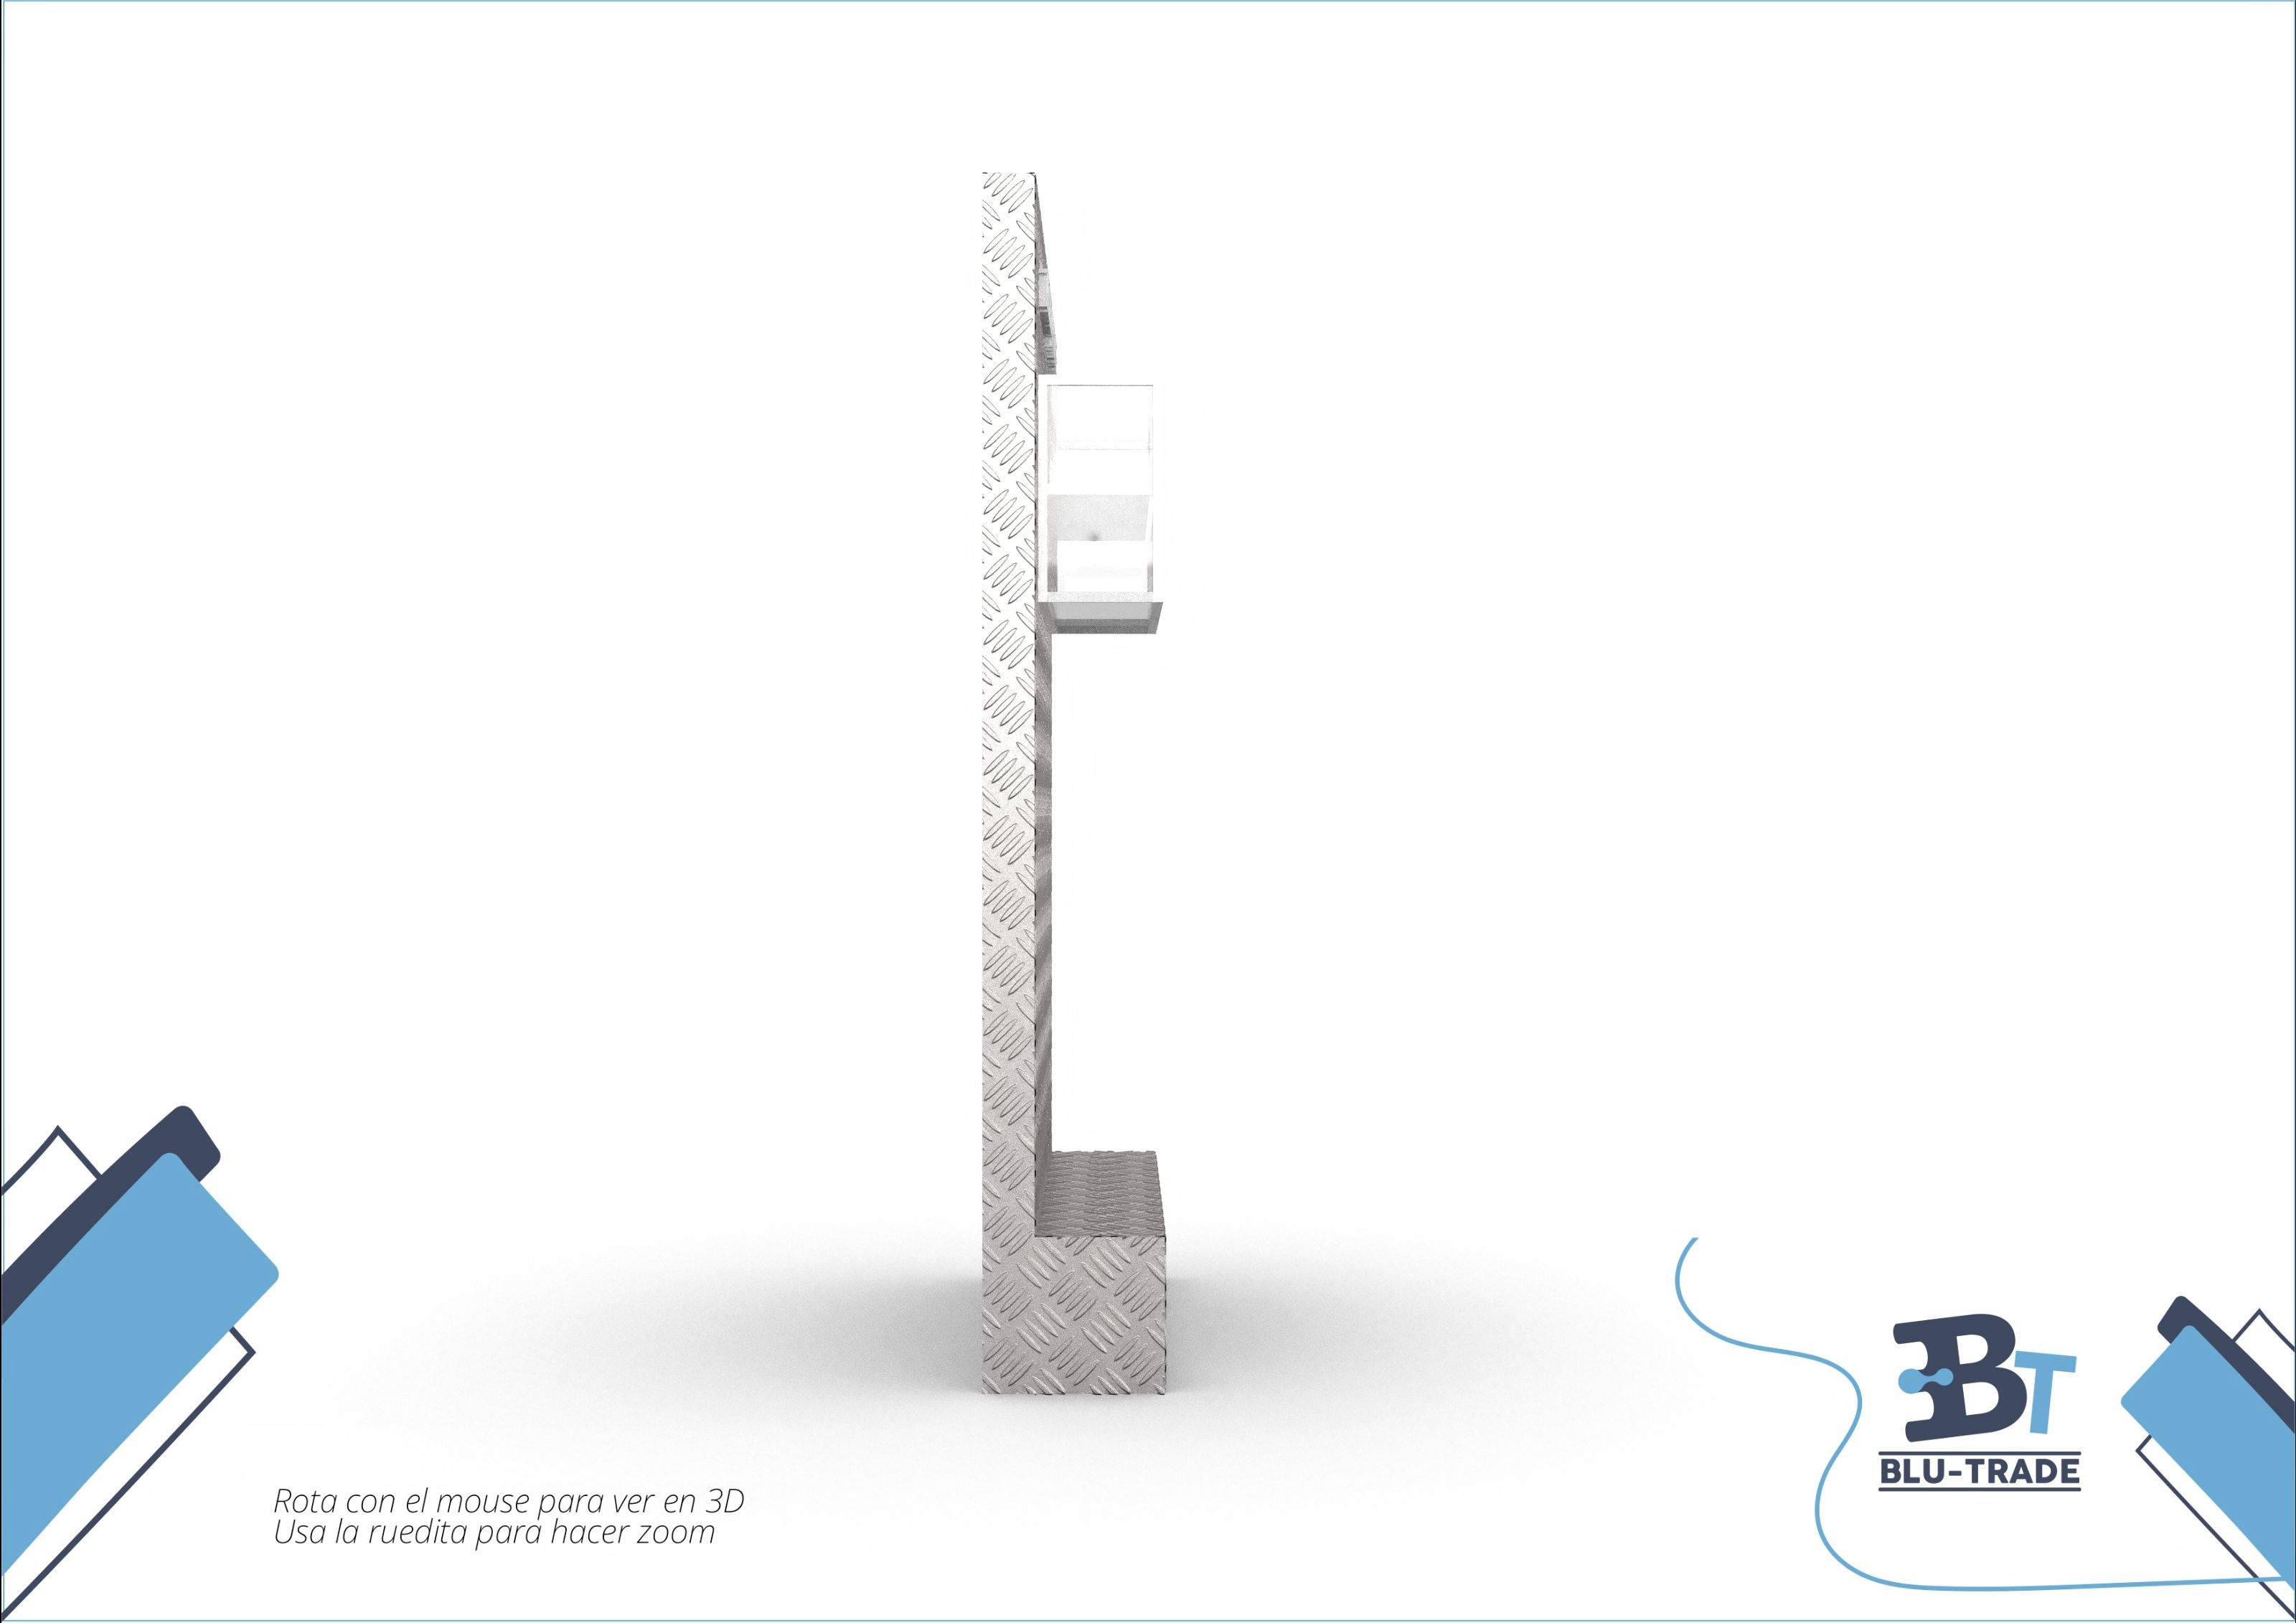 Rota con el mouse para ver en 3D
Usa la ruedita para hacer zoom
BT
BLU-TRADE